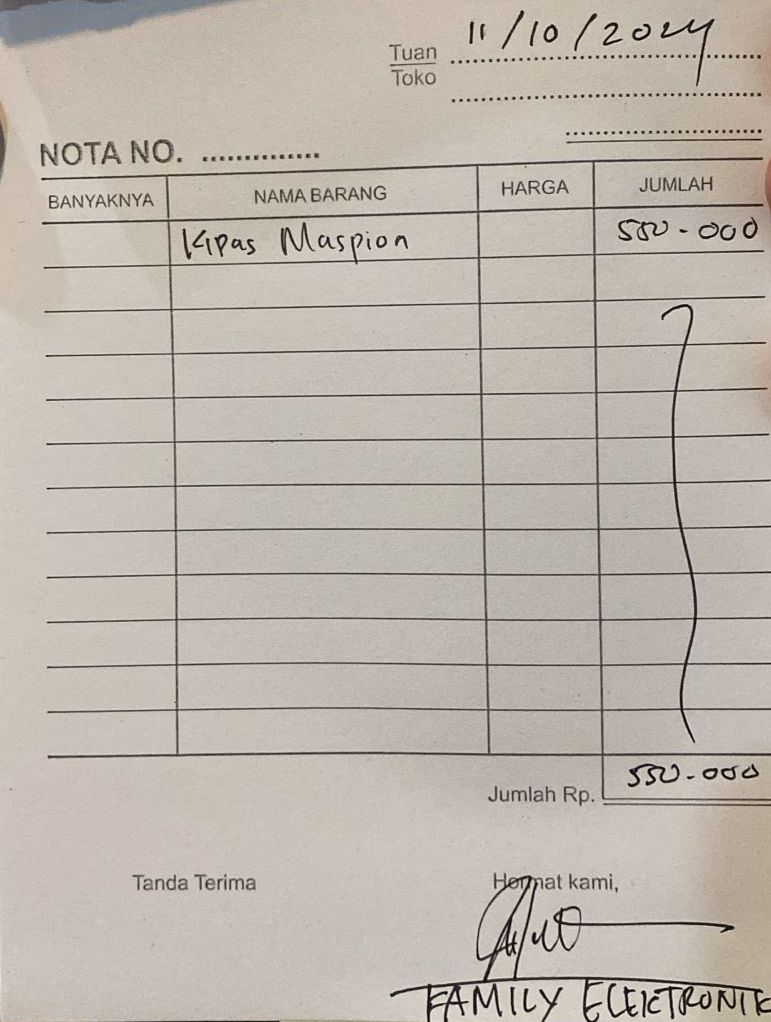 11/10/2024
Tuan
Toko
NOTA NO. ..............
BANYAKNYA NAMA BARANG HARGA JUMLAH
Kipas Maspion 550-000
Jumlah Rp. 550-000
Tanda Terima Hormat kami,
FAMILY ELEKTRONIK